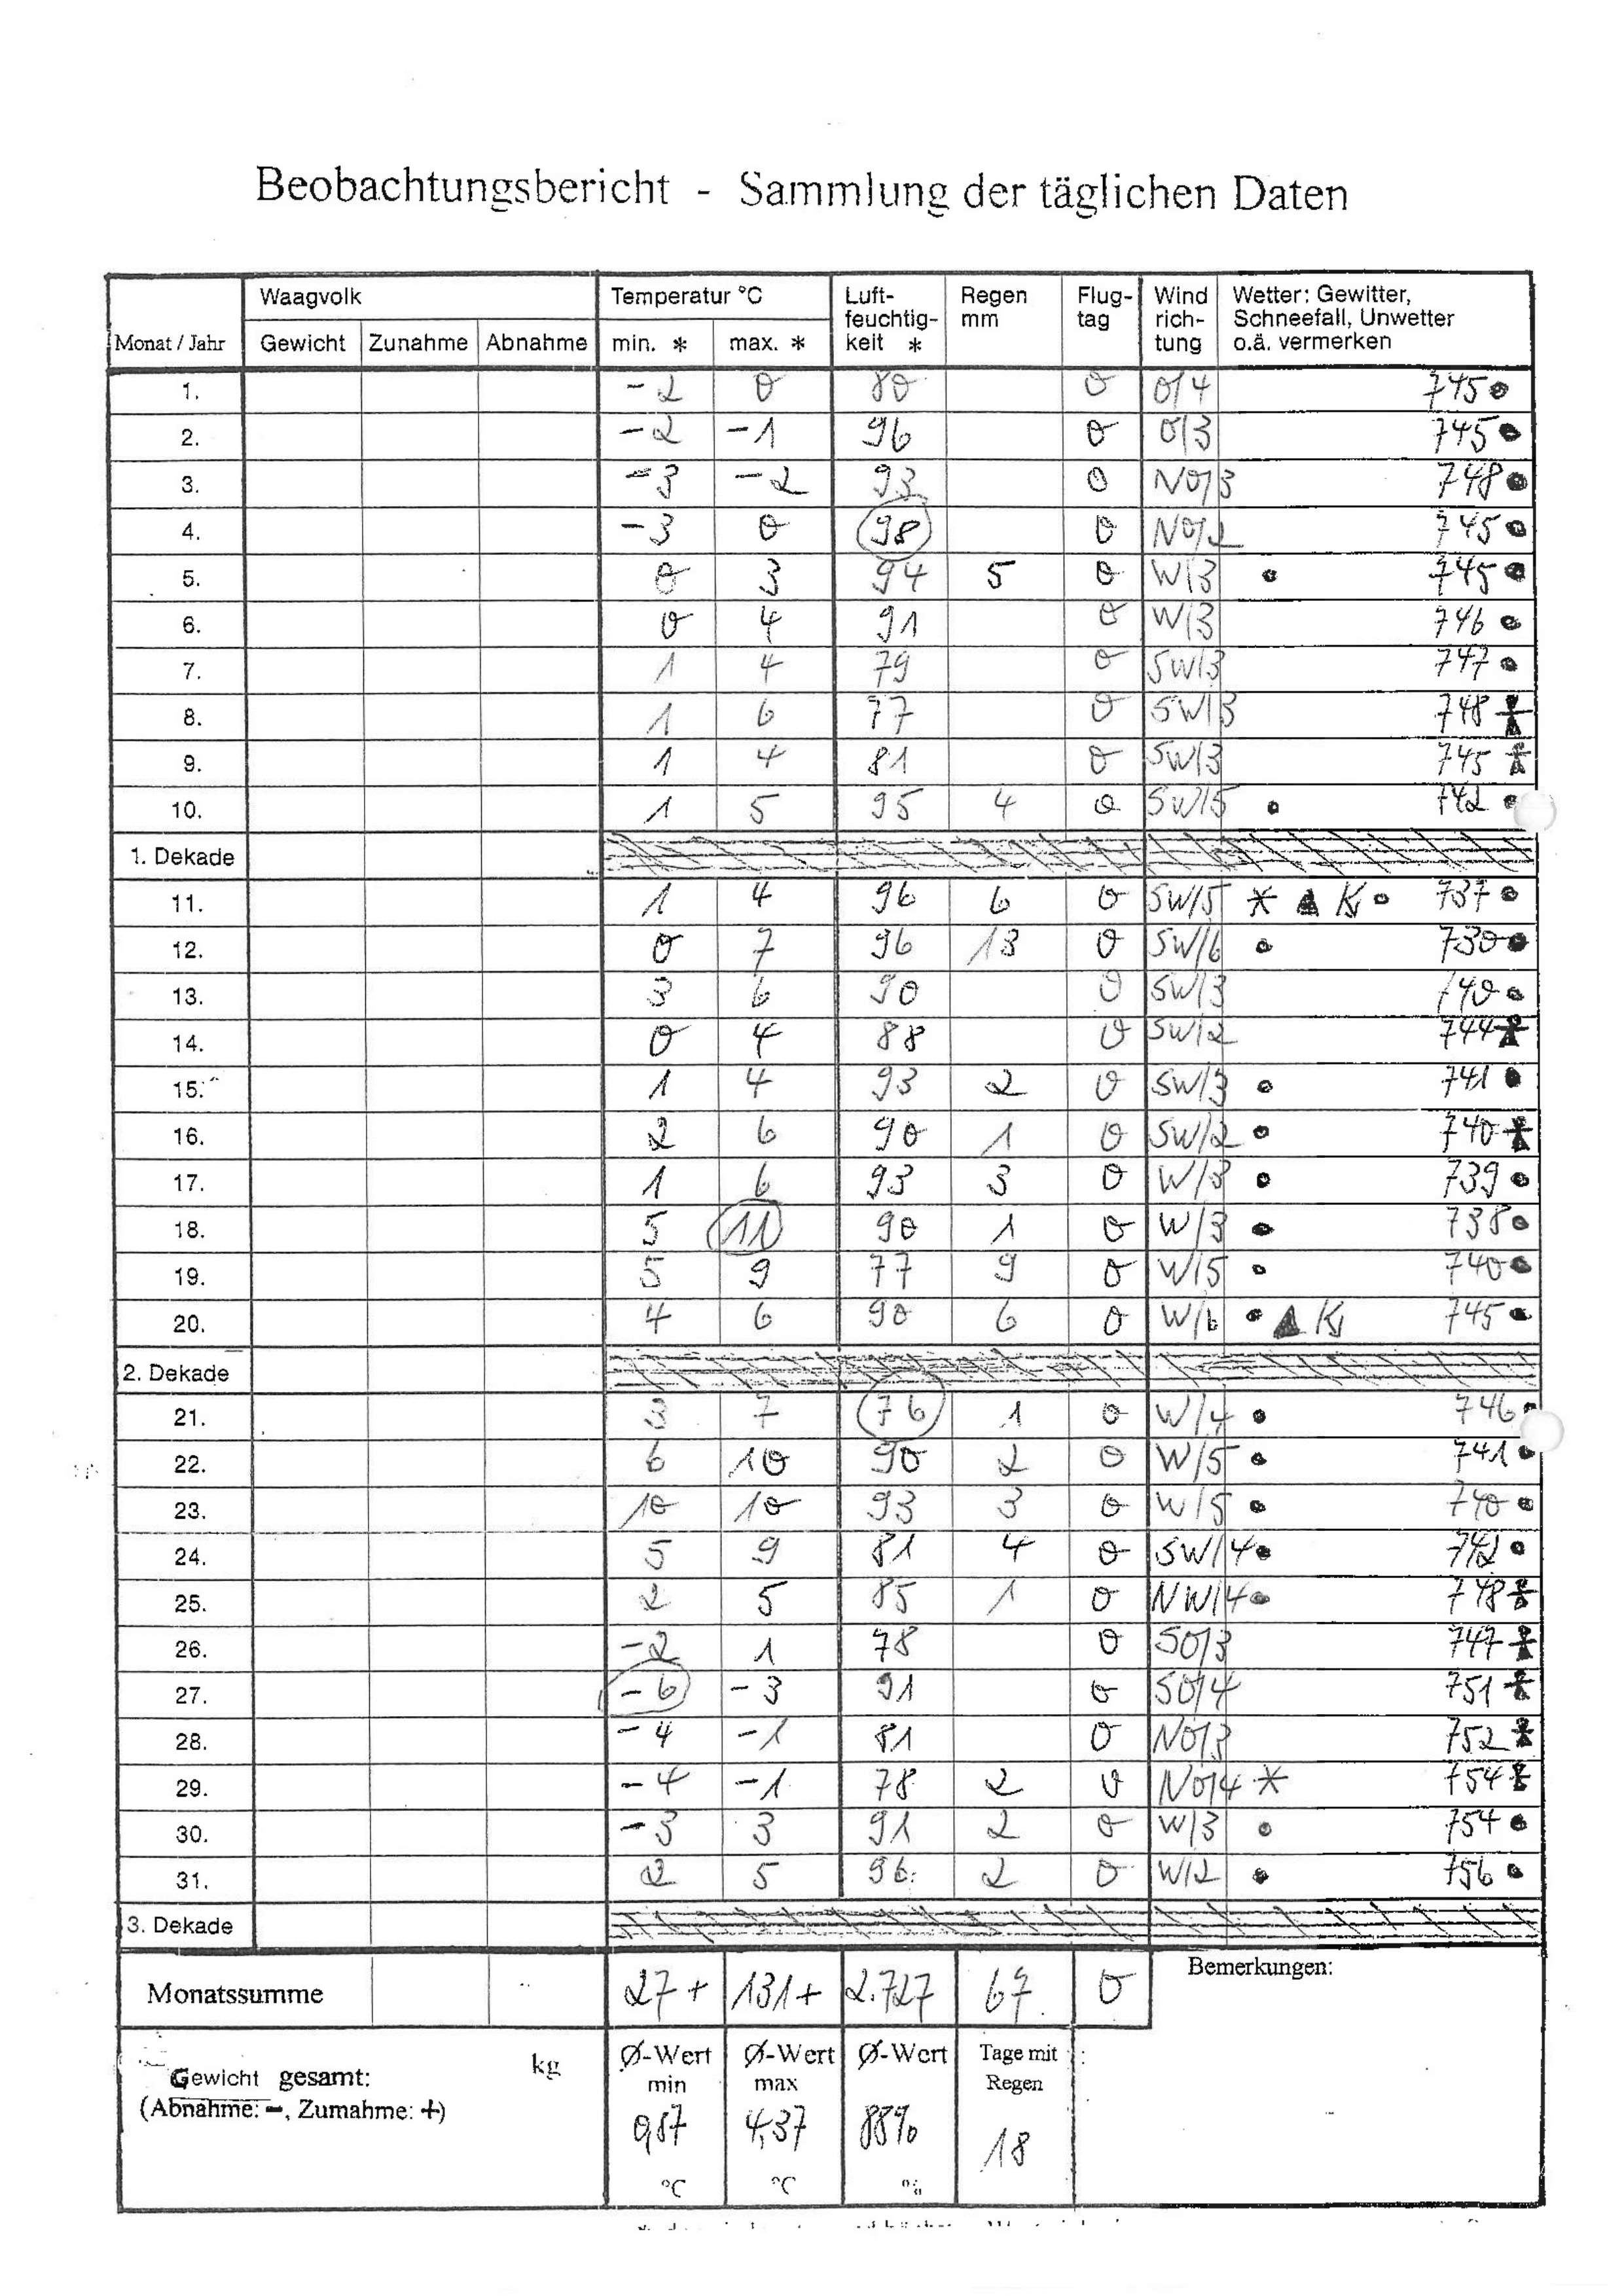 Beobachtungsbericht - Sammlung der täglichen Daten
Waagvolk Temperatur °C Luft- Regen Flug- Wind Wetter: Gewitter,
feuchtig- mm tag rich- Schneefall, Unwetter
Monat / Jahr Gewicht Zunahme Abnahme min. * max. * keit * tung o.ä. vermerken
1. -2 0 80 0 O/4 745
2. -2 -1 96 0 O/3 745
3. -3 -2 93 0 NO/3 748
4. -3 0 98 0 NO/2 745
5. 0 3 94 5 0 W/3 745
6. 0 4 91 0 W/3 746
7. 1 4 79 0 SW/3 747
8. 1 6 77 0 SW/3 748
9. 1 4 81 0 SW/3 745
10. 1 5 95 4 0 SW/5 742
1. Dekade
11. 1 4 96 6 0 SW/5 * ▲ K 737
12. 0 7 96 13 0 SW/6 730
13. 3 6 90 0 SW/3 740
14. 0 4 88 0 SW/2 744
15. 1 4 93 2 0 SW/3 741
16. 2 6 90 1 0 SW/2 740
17. 1 6 93 3 0 W/3 739
18. 5 11 90 1 0 W/3 738
19. 5 9 77 9 0 W/5 740
20. 4 6 90 6 0 W/6 ▲ K 745
2. Dekade
21. 3 7 76 1 0 W/4 746
22. 6 10 90 2 0 W/5 741
23. 10 10 93 3 0 W/5 740
24. 5 9 81 4 0 SW/4 742
25. 2 5 85 1 0 NW/4 748
26. -2 1 78 0 SO/3 747
27. -6 -3 91 0 SO/4 751
28. -4 -1 81 0 NO/3 752
29. -4 -1 78 2 0 NO/4 * 754
30. -3 3 91 2 0 W/3 754
31. 2 5 96 2 0 W/2 756
3. Dekade
Monatssumme 27+ 131+ 2.727 67 0 Bemerkungen:
Gewicht gesamt: kg Ø-Wert Ø-Wert Ø-Wert Tage mit
(Abnahme: -, Zumahme: +) min max Regen
0,87 4,37 88% 18
°C °C %